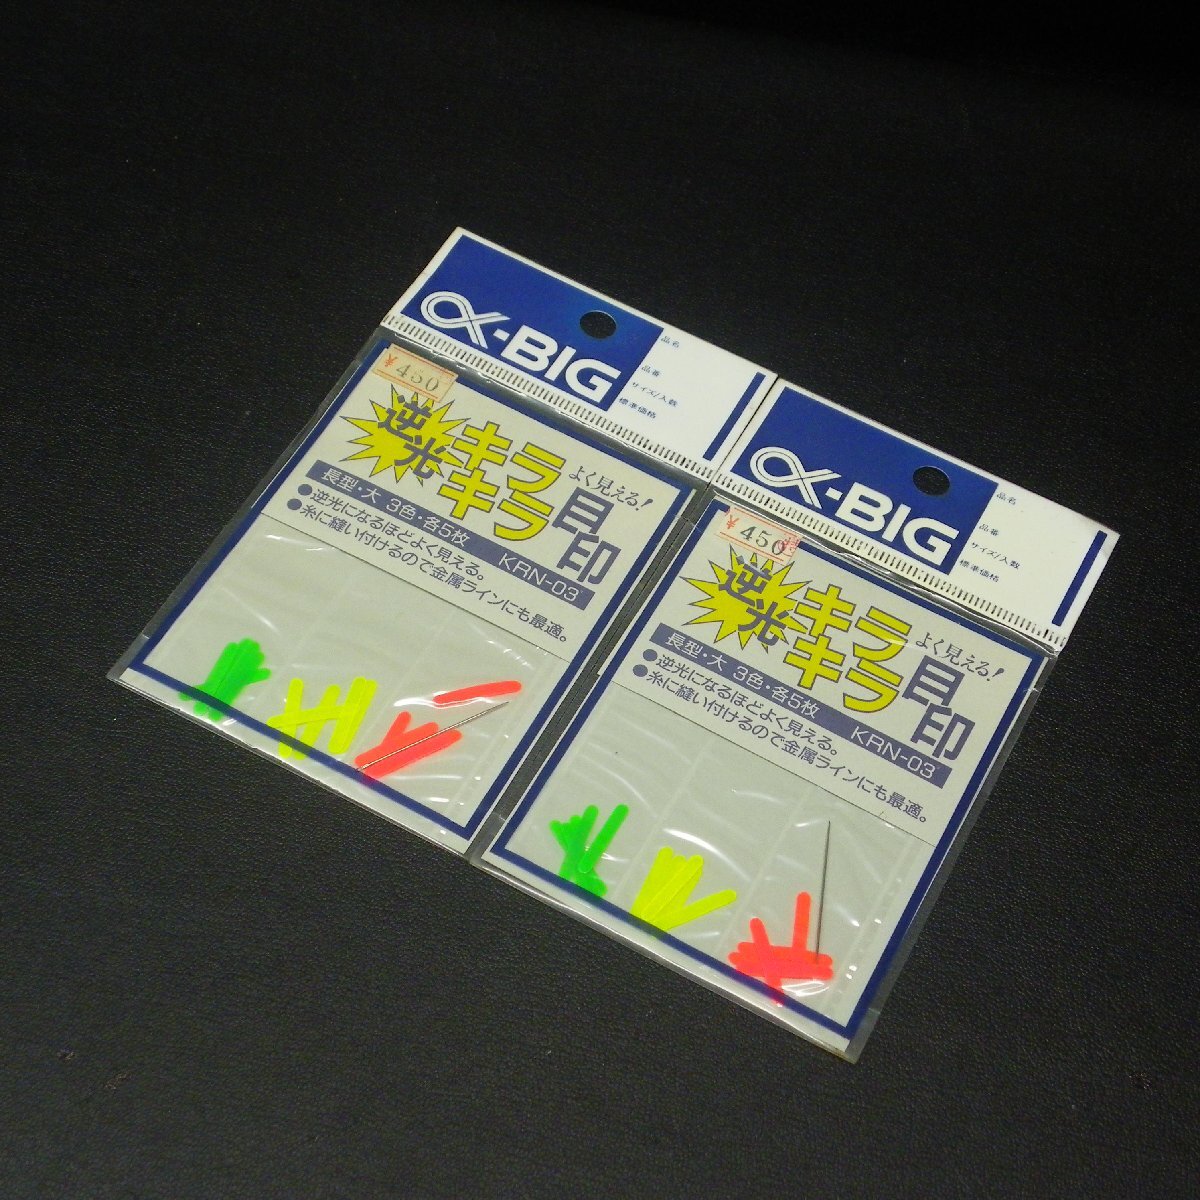 α-BIG
品名
品番
サイズ/入数
標準価格
¥450
逆光
キラキラ
よく見える!
目印
長型・大 3色・各5枚 KRN-03
●逆光になるほどよく見える。
●糸に縫い付けるので金属ラインにも最適。
α-BIG
品名
品番
サイズ/入数
標準価格
¥450
逆光
キラキラ
よく見える!
目印
長型・大 3色・各5枚 KRN-03
●逆光になるほどよく見える。
●糸に縫い付けるので金属ラインにも最適。